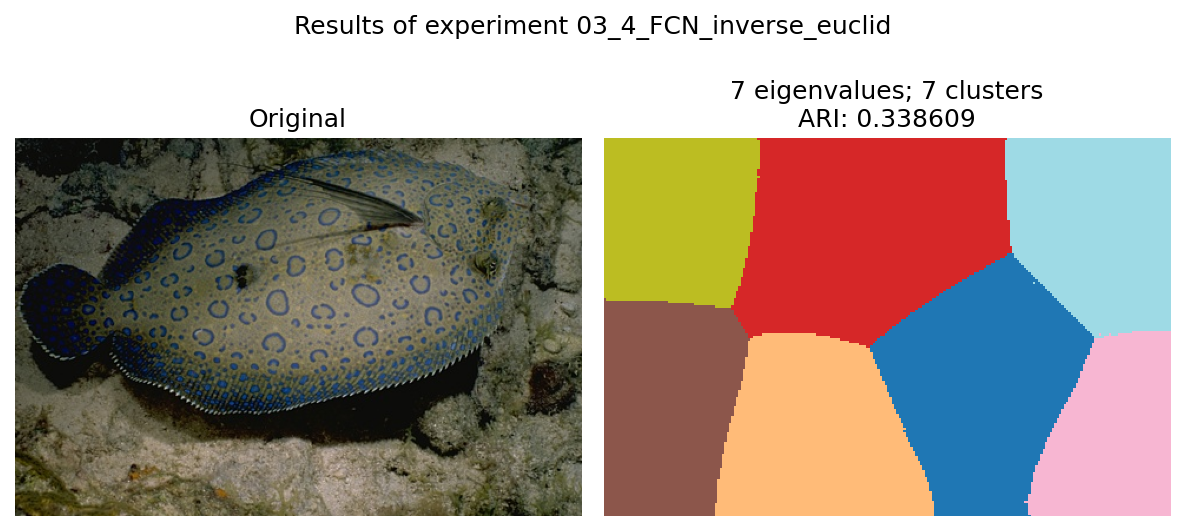 Results of experiment 03_4_FCN_inverse_euclid
Original
7 eigenvalues; 7 clusters
ARI: 0.338609